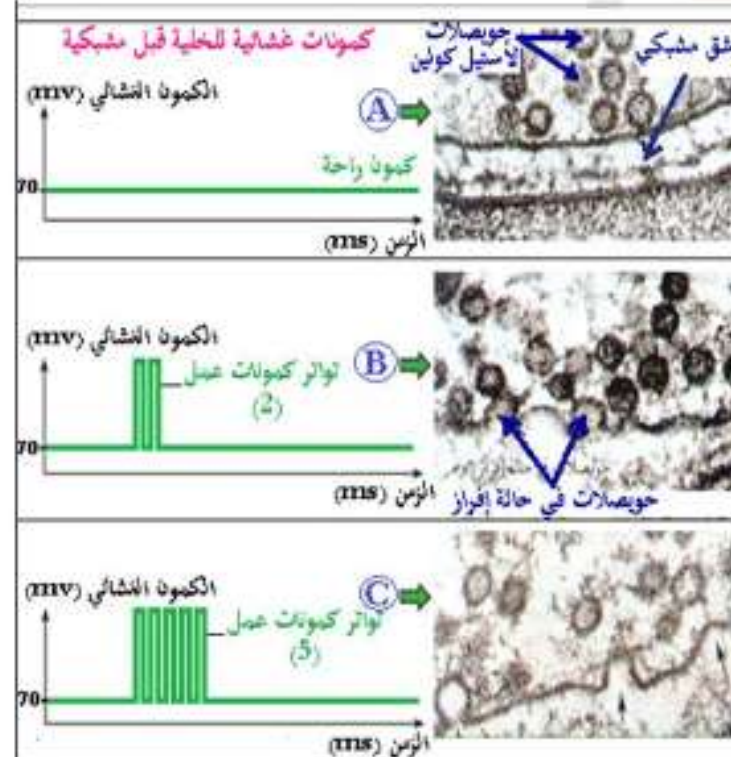 كمونات غشائية للخلية قبل مشبكية
حويصلات
الأستيل كولين
شق مشبكي
الكمون الغشائي (mv)
A
كمون راحة
70
الزمن (ms)
الكمون الغشائي (mv)
B
تواتر كمونات عمل
(2)
70
الزمن (ms)
حويصلات في حالة إفراز
الكمون الغشائي (mv)
C
تواتر كمونات عمل
(5)
70
الزمن (ms)